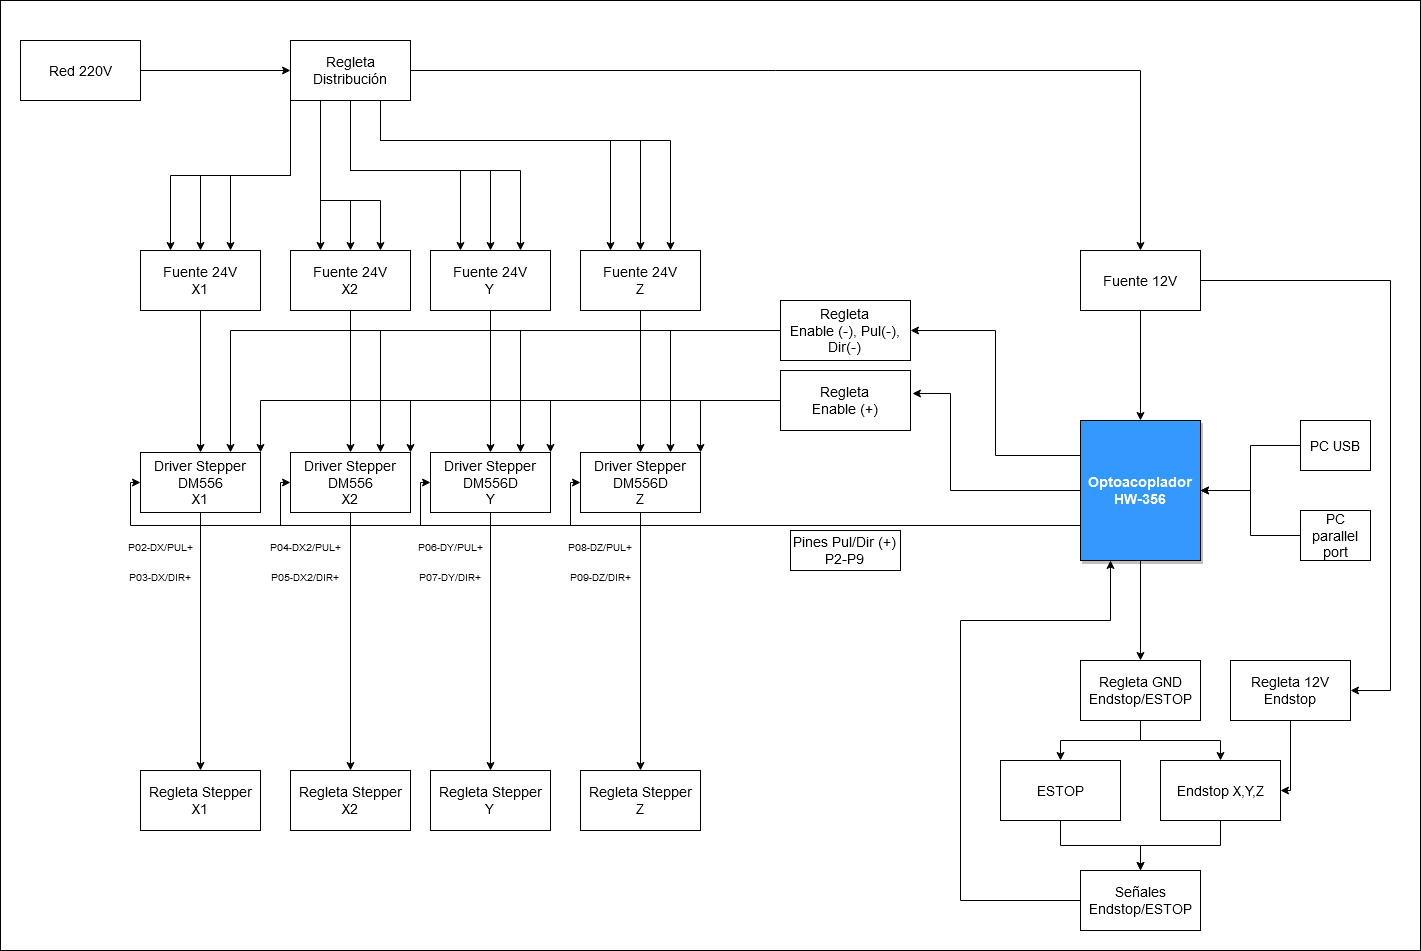 Red 220V
Regleta
Distribución
Fuente 24V
X1
Fuente 24V
X2
Fuente 24V
Y
Fuente 24V
Z
Fuente 12V
Regleta
Enable (-), Pul(-),
Dir(-)
Regleta
Enable (+)
Driver Stepper
DM556
X1
Driver Stepper
DM556
X2
Driver Stepper
DM556D
Y
Driver Stepper
DM556D
Z
Optoacoplador
HW-356
PC USB
PC
parallel
port
Pines Pul/Dir (+)
P2-P9
P02-DX/PUL+
P03-DX/DIR+
P04-DX2/PUL+
P05-DX2/DIR+
P06-DY/PUL+
P07-DY/DIR+
P08-DZ/PUL+
P09-DZ/DIR+
Regleta GND
Endstop/ESTOP
Regleta 12V
Endstop
Regleta Stepper
X1
Regleta Stepper
X2
Regleta Stepper
Y
Regleta Stepper
Z
ESTOP
Endstop X,Y,Z
Señales
Endstop/ESTOP